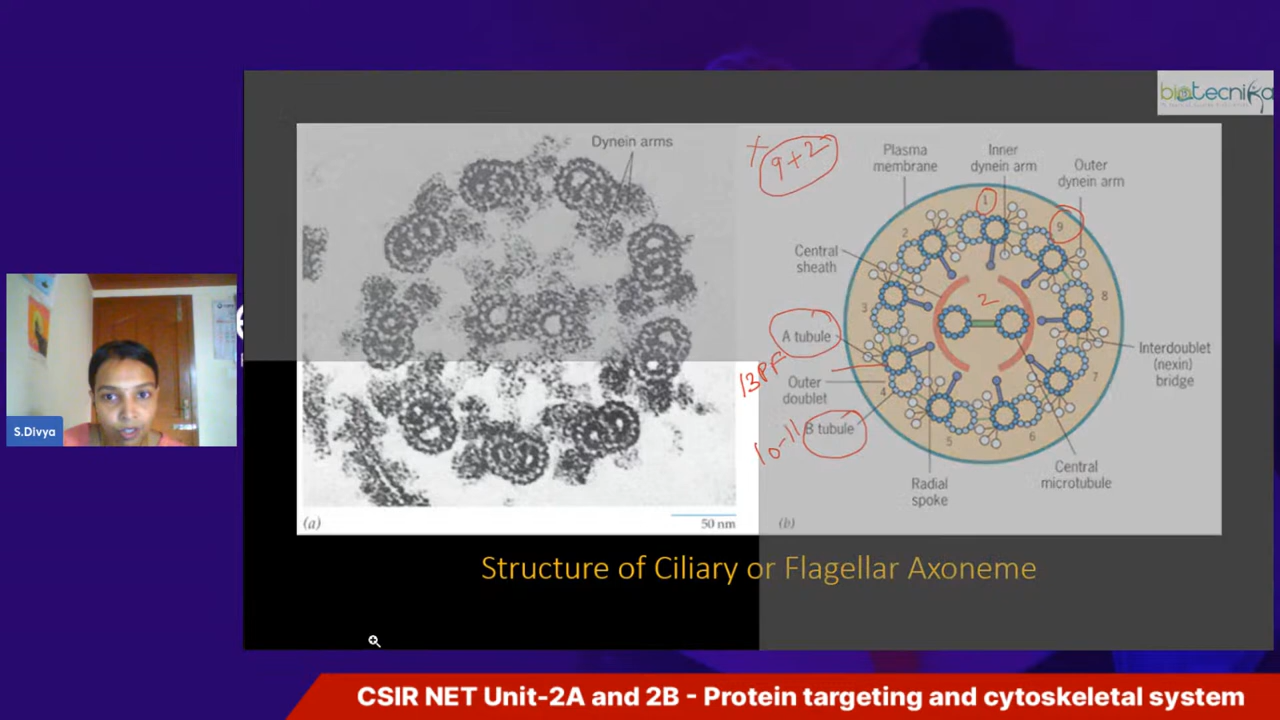 biotecnika
Dynein arms
9+2
Plasma
membrane
Inner
dynein arm
Outer
dynein arm
1
9
2
Central
sheath
8
3
2
A tubule
13PF
Interdoublet
(nexin)
bridge
Outer
doublet
4
7
10-11
B tubule
5
6
Central
microtubule
Radial
spoke
(a)
50 nm
(b)
S.Divya
Structure of Ciliary or Flagellar Axoneme
CSIR NET Unit-2A and 2B - Protein targeting and cytoskeletal system